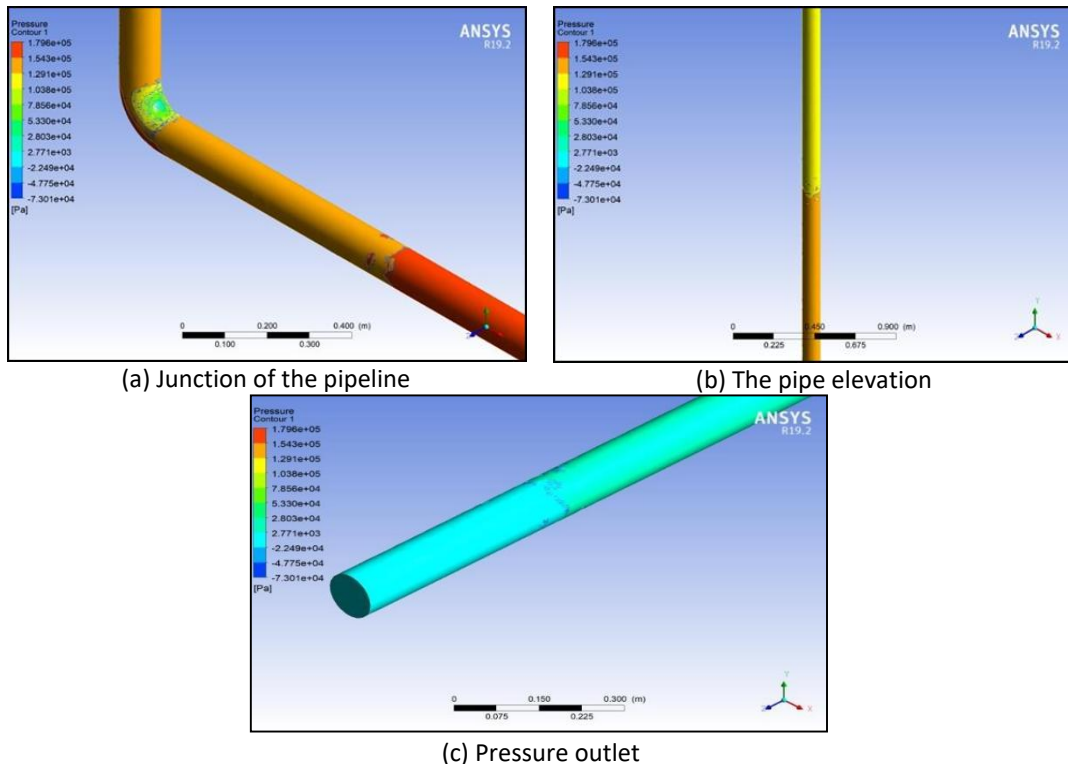 Pressure
Contour 1
1.796e+05
1.543e+05
1.291e+05
1.038e+05
7.856e+04
5.330e+04
2.803e+04
2.771e+03
-2.249e+04
-4.775e+04
-7.301e+04
[Pa]
ANSYS
R19.2
0 0.200 0.400 (m)
0.100 0.300
(a) Junction of the pipeline
Pressure
Contour 1
1.796e+05
1.543e+05
1.291e+05
1.038e+05
7.856e+04
5.330e+04
2.803e+04
2.771e+03
-2.249e+04
-4.775e+04
-7.301e+04
[Pa]
ANSYS
R19.2
0 0.450 0.900 (m)
0.225 0.675
Y
Z X
(b) The pipe elevation
Pressure
Contour 1
1.796e+05
1.543e+05
1.291e+05
1.038e+05
7.856e+04
5.330e+04
2.803e+04
2.771e+03
-2.249e+04
-4.775e+04
-7.301e+04
[Pa]
ANSYS
R19.2
0 0.150 0.300 (m)
0.075 0.225
Y
Z X
(c) Pressure outlet